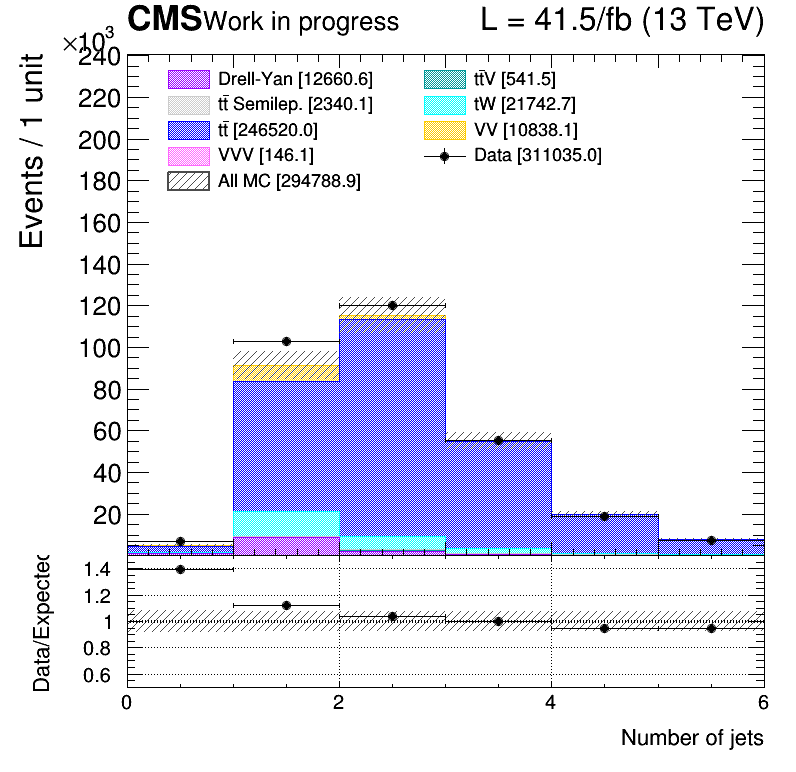 CMS Work in progress L = 41.5/fb (13 TeV)
×10³
Events / 1 unit
240
220
200
180
160
140
120
100
80
60
40
20
Drell-Yan [12660.6]
tt̄ Semilep. [2340.1]
tt̄ [246520.0]
VVV [146.1]
All MC [294788.9]
tt̄V [541.5]
tW [21742.7]
VV [10838.1]
Data [311035.0]
Data/Expected
1.4
1.2
1
0.8
0.6
0 2 4 6
Number of jets